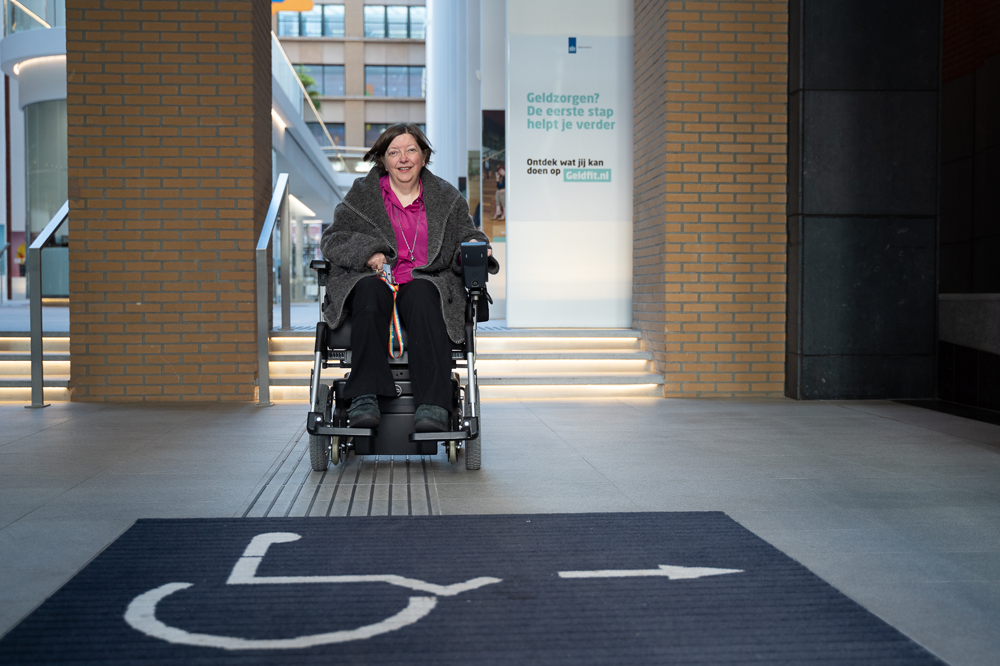 Geldzorgen?
De eerste stap
helpt je verder
Ontdek wat jij kan
doen op Geldfit.nl